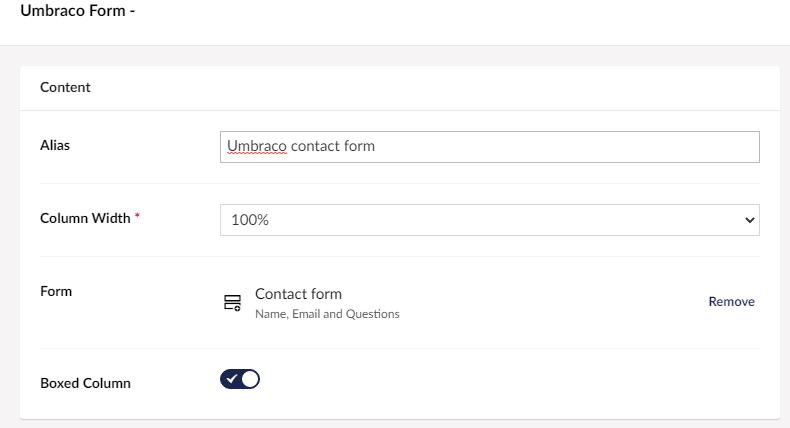 Umbraco Form -
Content
Alias
Umbraco contact form
Column Width *
100%
Form
Contact form
Name, Email and Questions
Remove
Boxed Column